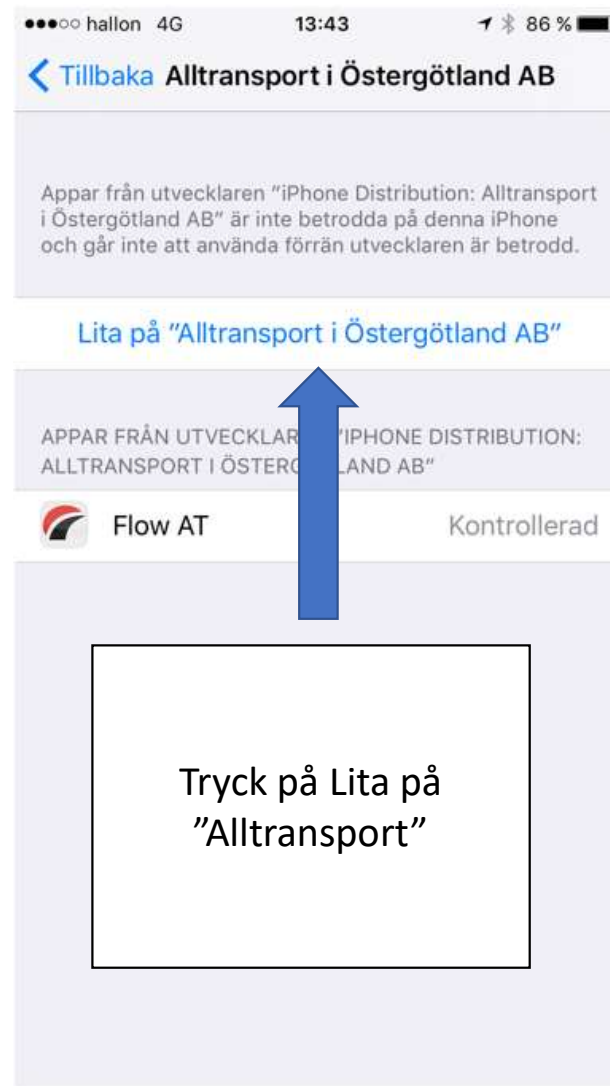 hallon 4G 13:43 86 %
Tillbaka Alltransport i Östergötland AB
Appar från utvecklaren "iPhone Distribution: Alltransport
i Östergötland AB" är inte betrodda på denna iPhone
och går inte att använda förrän utvecklaren är betrodd.
Lita på "Alltransport i Östergötland AB"
APPAR FRÅN UTVECKLAR "IPHONE DISTRIBUTION:
ALLTRANSPORT I ÖSTERG LAND AB"
Flow AT Kontrollerad
Tryck på Lita på
”Alltransport”